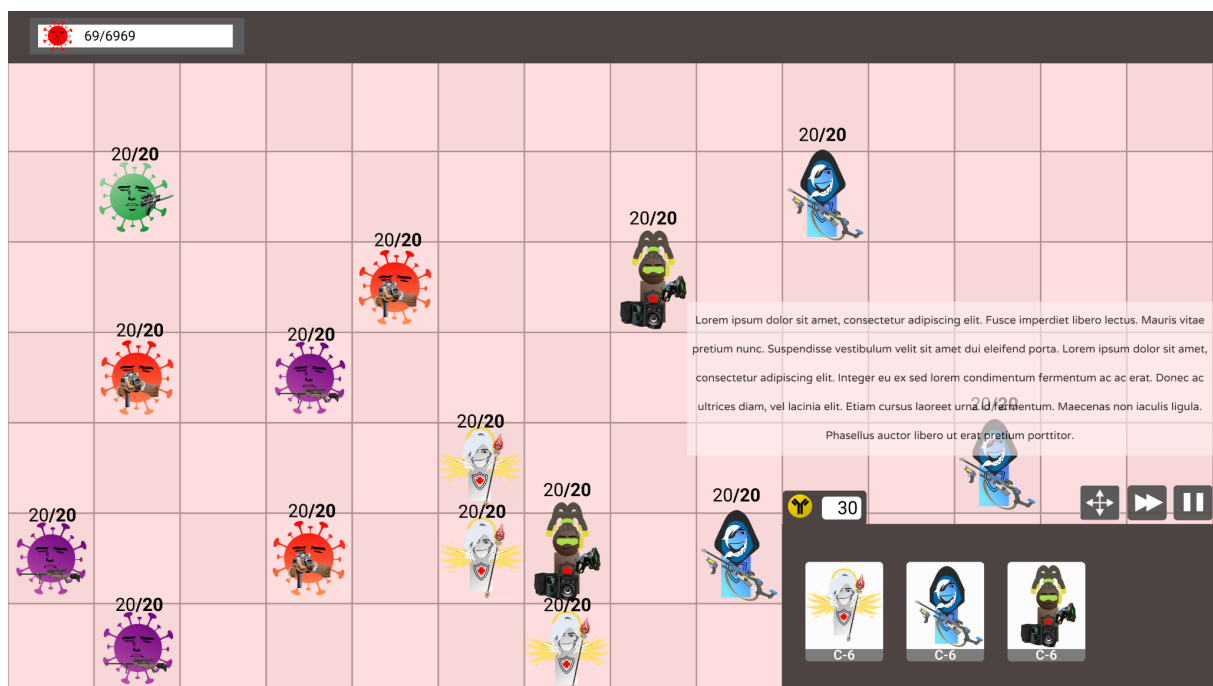 69/6969
20/20
20/20
20/20
20/20
20/20
Lorem ipsum dolor sit amet, consectetur adipiscing elit. Fusce imperdiet libero lectus. Mauris vitae
pretium nunc. Suspendisse vestibulum velit sit amet dui eleifend porta. Lorem ipsum dolor sit amet,
consectetur adipiscing elit. Integer eu ex sed lorem condimentum fermentum ac ac erat. Donec ac
ultrices diam, vel lacinia elit. Etiam cursus laoreet urna id fermentum. Maecenas non iaculis ligula.
Phasellus auctor libero ut erat pretium porttitor.
20/20
20/20
20/20
20/20
20/20
20/20
20/20
20/20
30
20/20
20/20
C-6
C-6
C-6